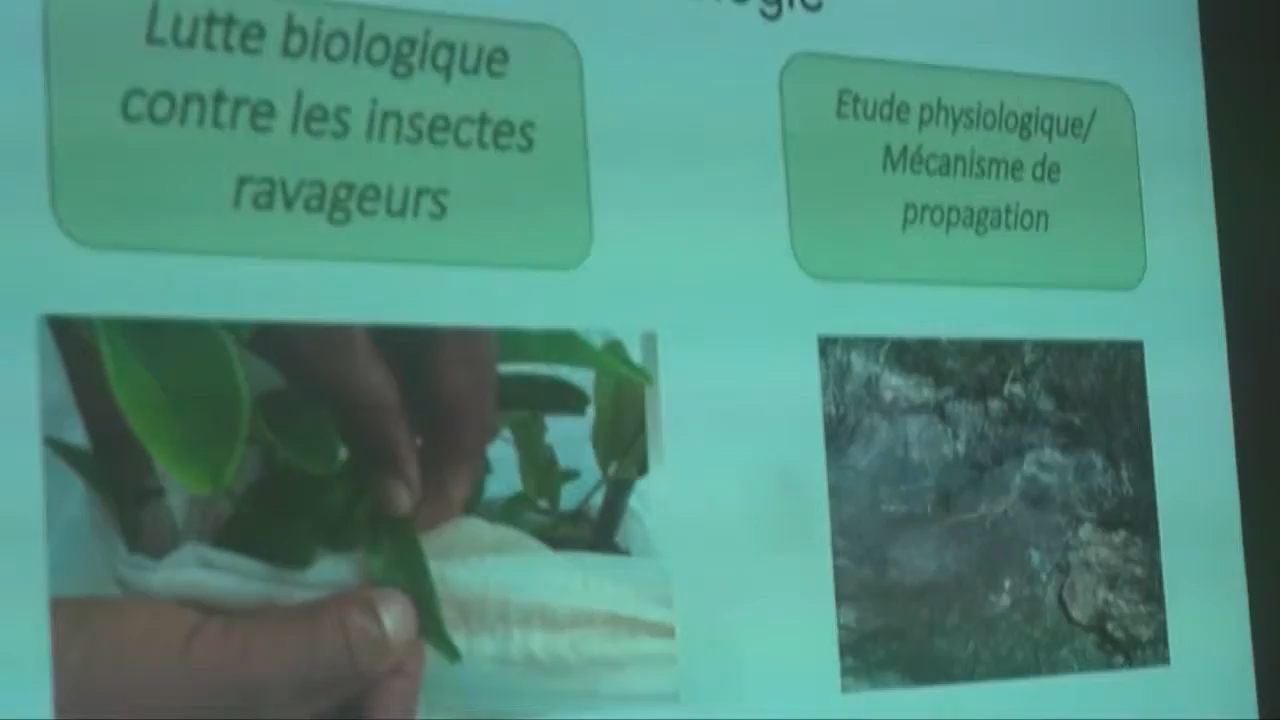 Lutte biologique
contre les insectes
ravageurs
Etude physiologique/
Mécanisme de
propagation